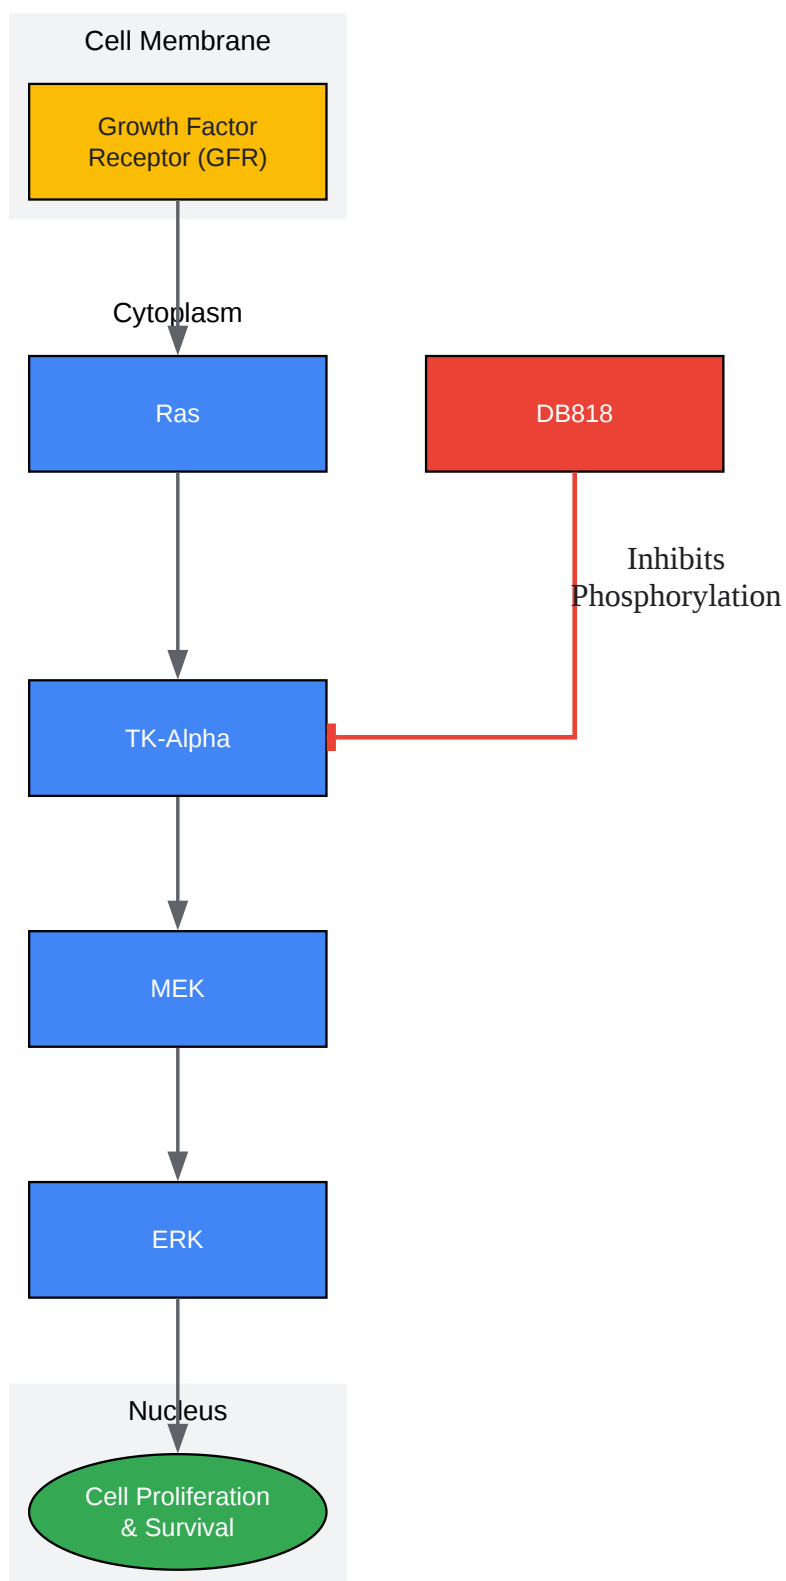 Cell Membrane
Growth Factor
Receptor (GFR)
Cytoplasm
Ras
DB818
Inhibits
Phosphorylation
TK-Alpha
MEK
ERK
Nucleus
Cell Proliferation
& Survival